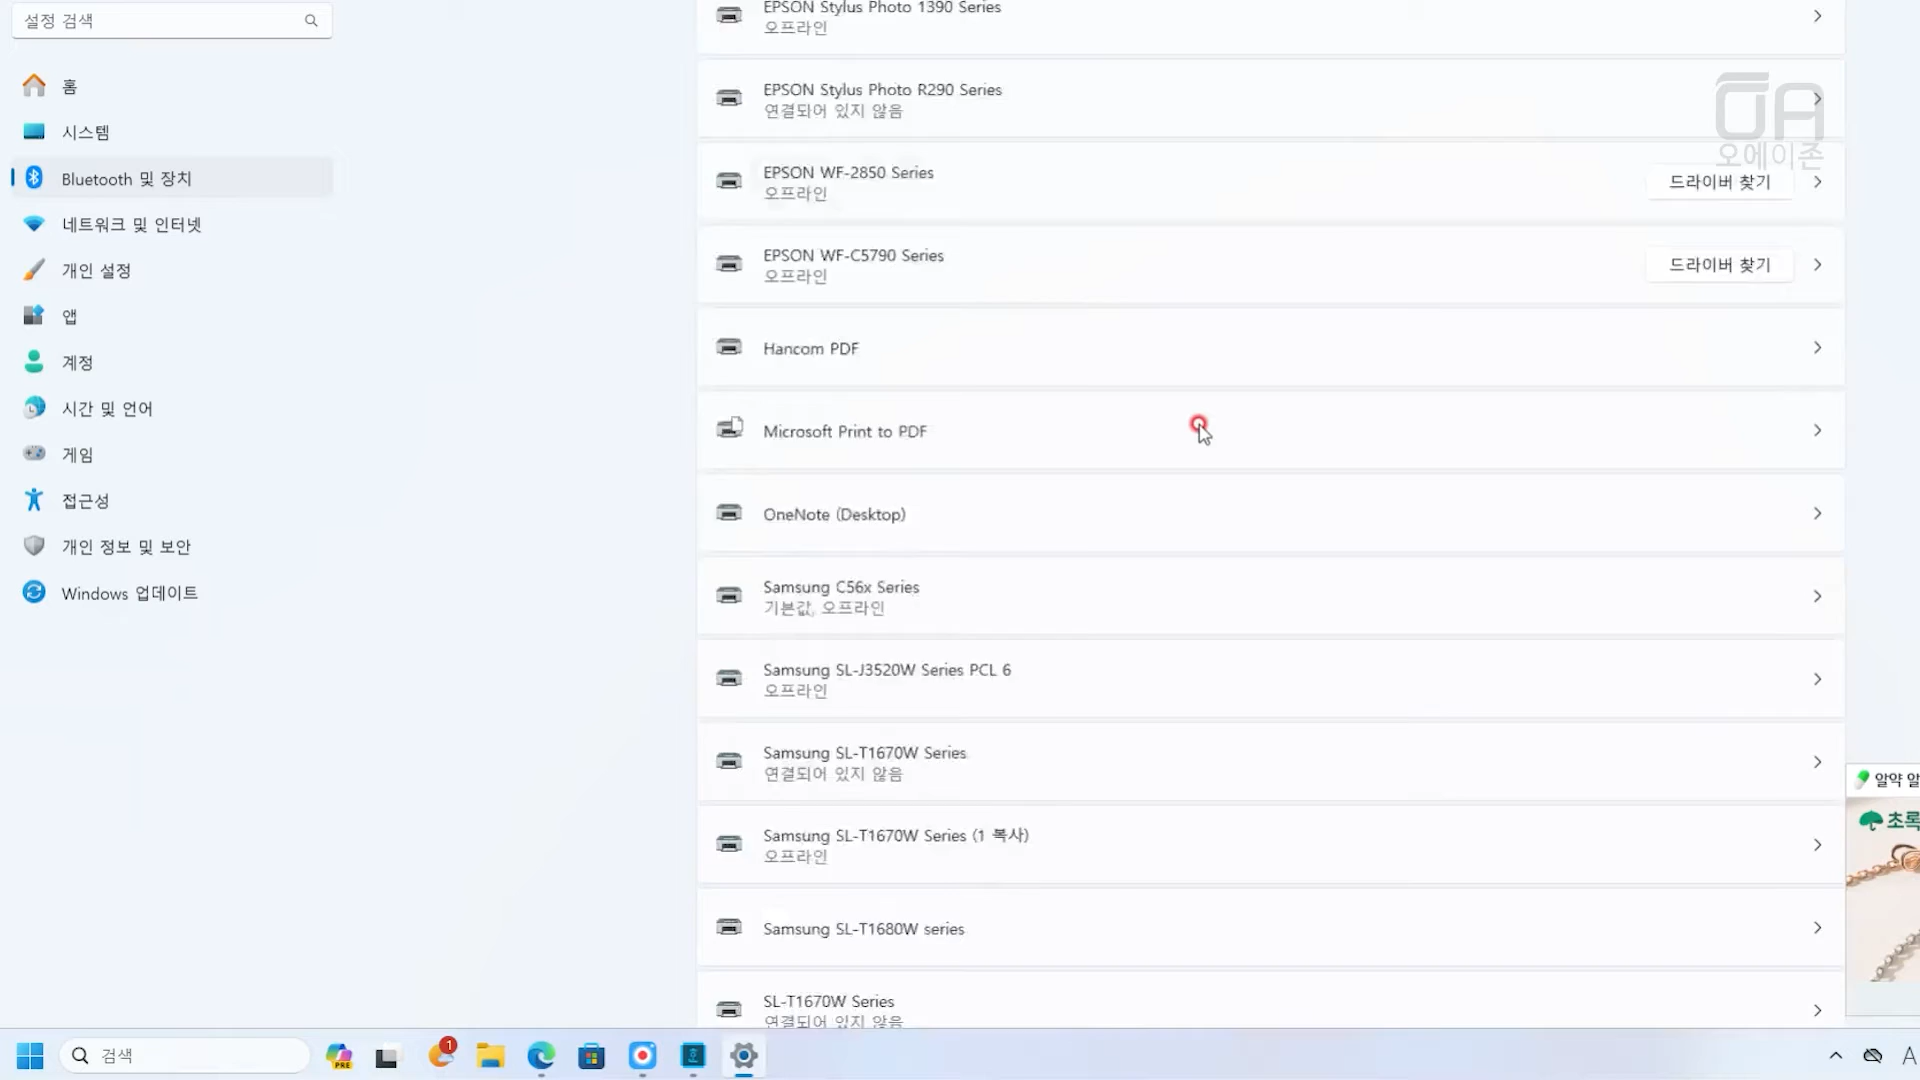 설정 검색
홈
시스템
Bluetooth 및 장치
네트워크 및 인터넷
개인 설정
앱
계정
시간 및 언어
게임
접근성
개인 정보 및 보안
Windows 업데이트
EPSON Stylus Photo 1390 Series
오프라인
EPSON Stylus Photo R290 Series
연결되어 있지 않음
OA
오에이존
EPSON WF-2850 Series
오프라인
드라이버 찾기
EPSON WF-C5790 Series
오프라인
드라이버 찾기
Hancom PDF
Microsoft Print to PDF
OneNote (Desktop)
Samsung C56x Series
기본값, 오프라인
Samsung SL-J3520W Series PCL 6
오프라인
Samsung SL-T1670W Series
연결되어 있지 않음
Samsung SL-T1670W Series (1 복사)
오프라인
Samsung SL-T1680W series
SL-T1670W Series
연결되어 있지 않음
알약 알
초록
검색
PRE
1
A